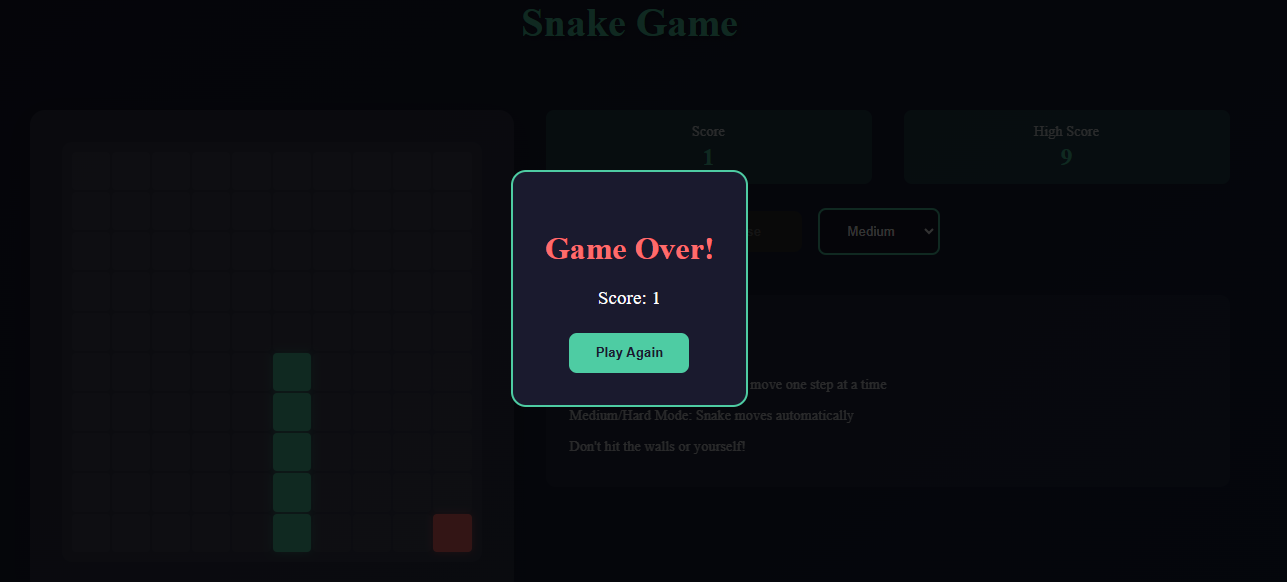 Snake Game
Score
1
High Score
9
se
Medium
Game Over!
Score: 1
Play Again
move one step at a time
Medium/Hard Mode: Snake moves automatically
Don't hit the walls or yourself!